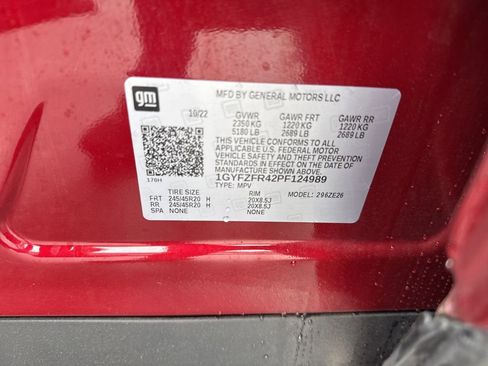 gm
MFD BY GENERAL MOTORS LLC
10/22 GVWR GAWR FRT GAWR RR
2350 KG 1220 KG 1220 KG
5180 LB 2689 LB 2689 LB
THIS VEHICLE CONFORMS TO ALL
APPLICABLE U.S. FEDERAL MOTOR
VEHICLE SAFETY AND THEFT PREVENTION
STANDARDS IN EFFECT ON THE DATE OF
MANUFACTURE SHOWN ABOVE.
1GYFZFR42PF124989
170H TYPE: MPV
TIRE SIZE RIM MODEL: 296ZE26
FRT 245/45R20 H 20X8.5J
RR 245/45R20 H 20X8.5J
SPA NONE NONE